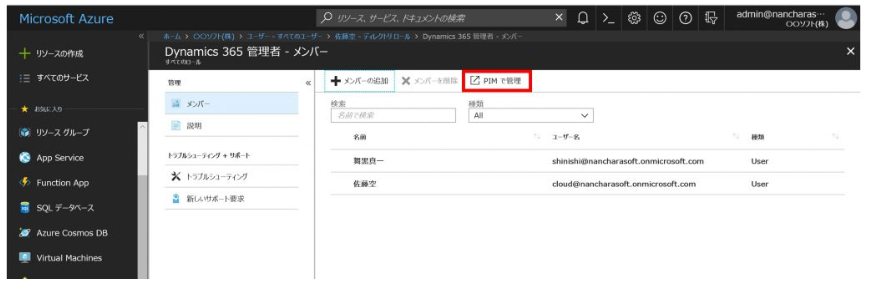 Microsoft Azure
リソース、サービス、ドキュメントの検索
admin@nancharas…
〇〇ソフト(株)
ホーム > 〇〇ソフト(株) > ユーザー - すべてのユーザー > 佐藤空 - ディレクトリ ロール > Dynamics 365 管理者 - メンバー
Dynamics 365 管理者 - メンバー
すべてのロール
リソースの作成
すべてのサービス
お気に入り
リソース グループ
App Service
Function App
SQL データベース
Azure Cosmos DB
Virtual Machines
管理
メンバー
説明
トラブルシューティング + サポート
トラブルシューティング
新しいサポート要求
メンバーの追加
メンバーを削除
PIM で管理
検索
名前で検索
種類
All
名前
ユーザー名
種類
shinishi@nancharasoft.onmicrosoft.com
User
佐藤空
cloud@nancharasoft.onmicrosoft.com
User